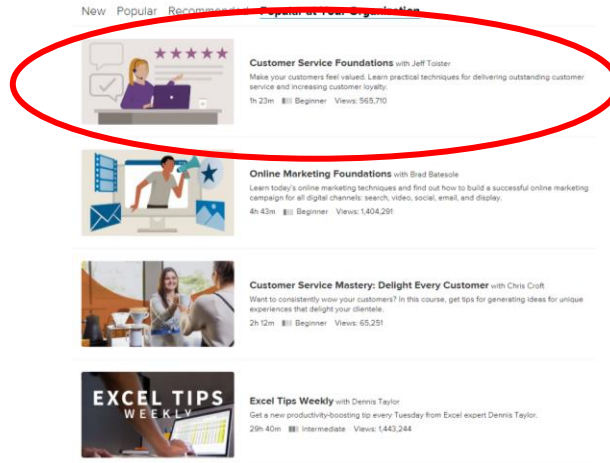 New Popular Recommended Popular at Your Organization
Customer Service Foundations with Jeff Toister
Make your customers feel valued. Learn practical techniques for delivering outstanding customer
service and increasing customer loyalty.
1h 23m Beginner Views: 565,710
Online Marketing Foundations with Brad Batesole
Learn today's online marketing techniques and find out how to build a successful online marketing
campaign for all digital channels: search, video, social, email, and display.
4h 43m Beginner Views: 1,404,291
Customer Service Mastery: Delight Every Customer with Chris Croft
Want to consistently wow your customers? In this course, get tips for generating ideas for unique
experiences that delight your clientele.
2h 12m Beginner Views: 65,251
EXCEL TIPS
WEEKLY
Excel Tips Weekly with Dennis Taylor
Get a new productivity-boosting tip every Tuesday from Excel expert Dennis Taylor.
29h 40m Intermediate Views: 1,443,244